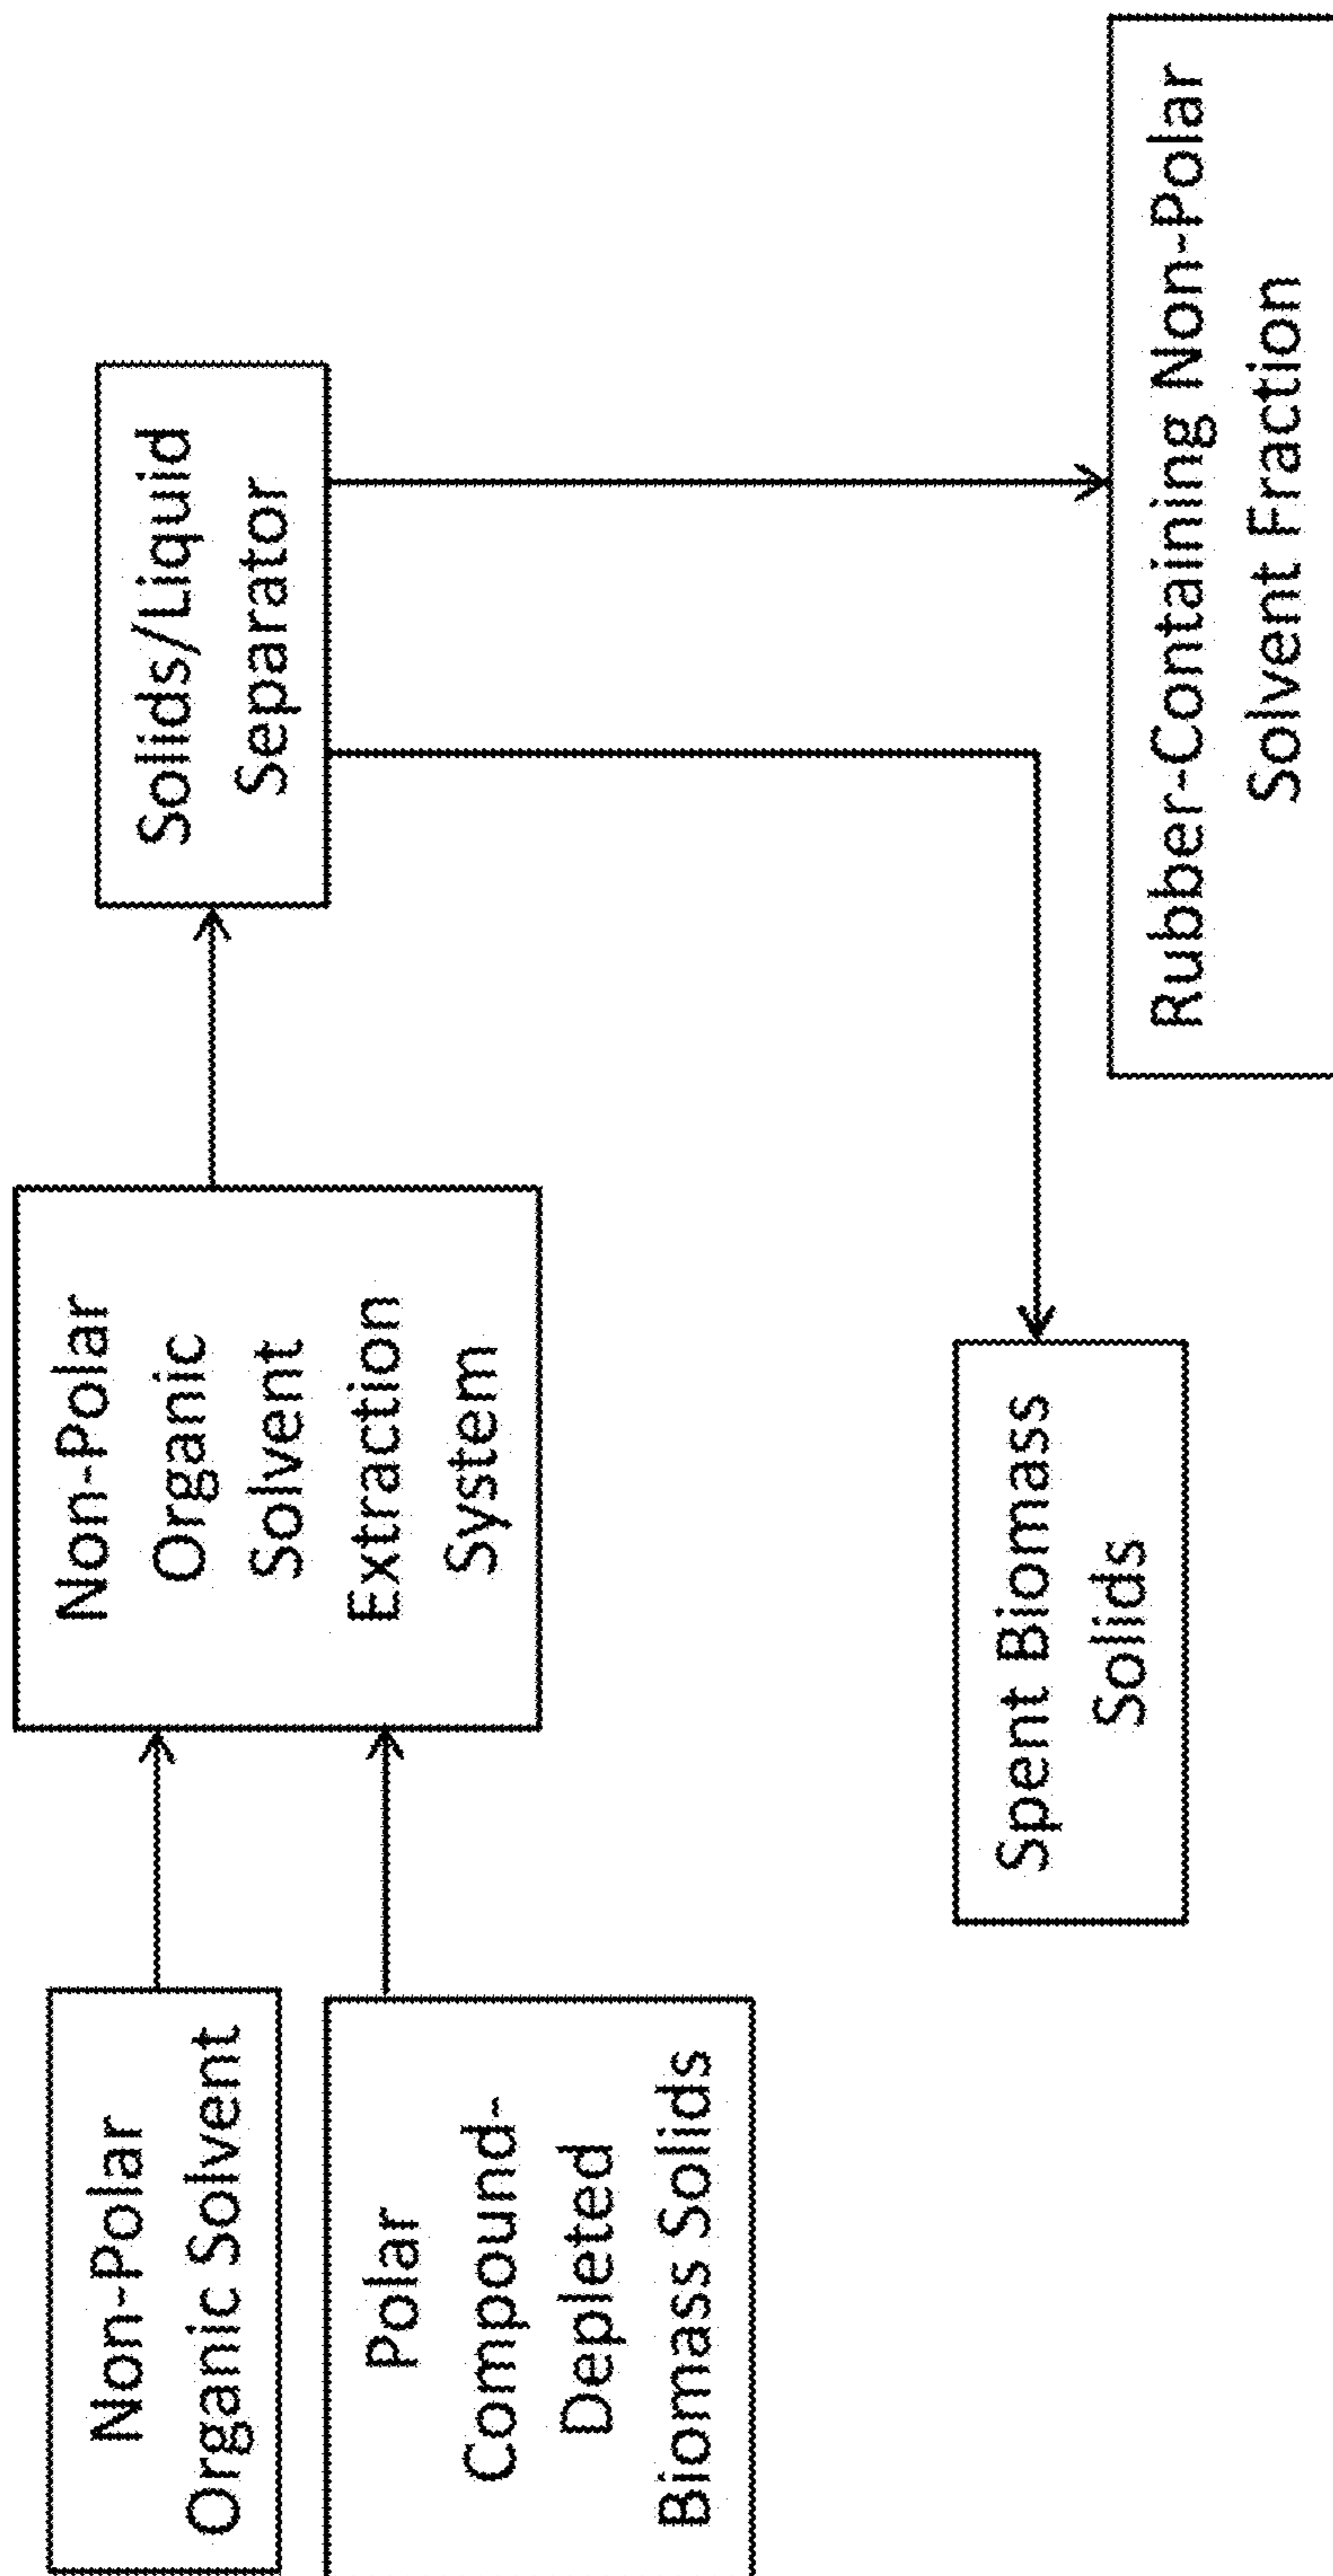 Non-Polar
Organic Solvent
Polar
Compound-
Depleted
Biomass Solids
Non-Polar
Organic
Solvent
Extraction
System
Solids/Liquid
Separator
Spent Biomass
Solids
Rubber-Containing Non-Polar
Solvent Fraction